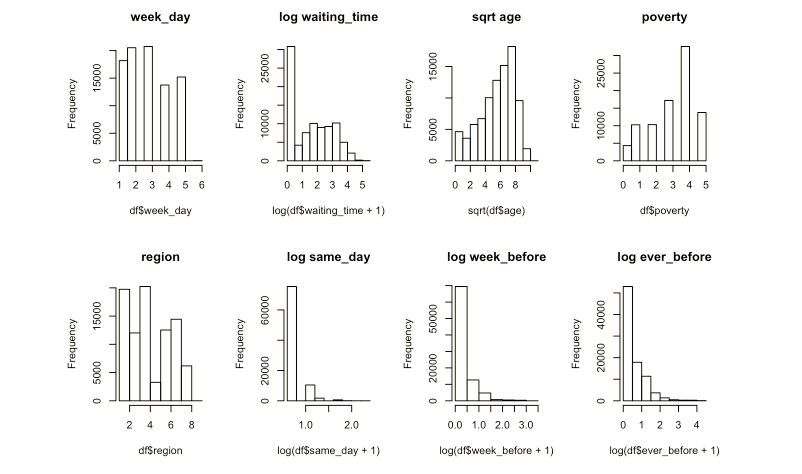 week_day
log waiting_time
sqrt age
poverty
Frequency
0 5000 15000
1 2 3 4 5 6
df$week_day
Frequency
0 10000 25000
0 1 2 3 4 5
log(df$waiting_time + 1)
Frequency
0 5000 15000
0 2 4 6 8
sqrt(df$age)
Frequency
0 10000 25000
0 1 2 3 4 5
df$poverty
region
log same_day
log week_before
log ever_before
Frequency
0 5000 15000
2 4 6 8
df$region
Frequency
0 20000 60000
1.0 2.0
log(df$same_day + 1)
Frequency
0 20000 50000
0.0 1.0 2.0 3.0
log(df$week_before + 1)
Frequency
0 20000 40000
0 1 2 3 4
log(df$ever_before + 1)